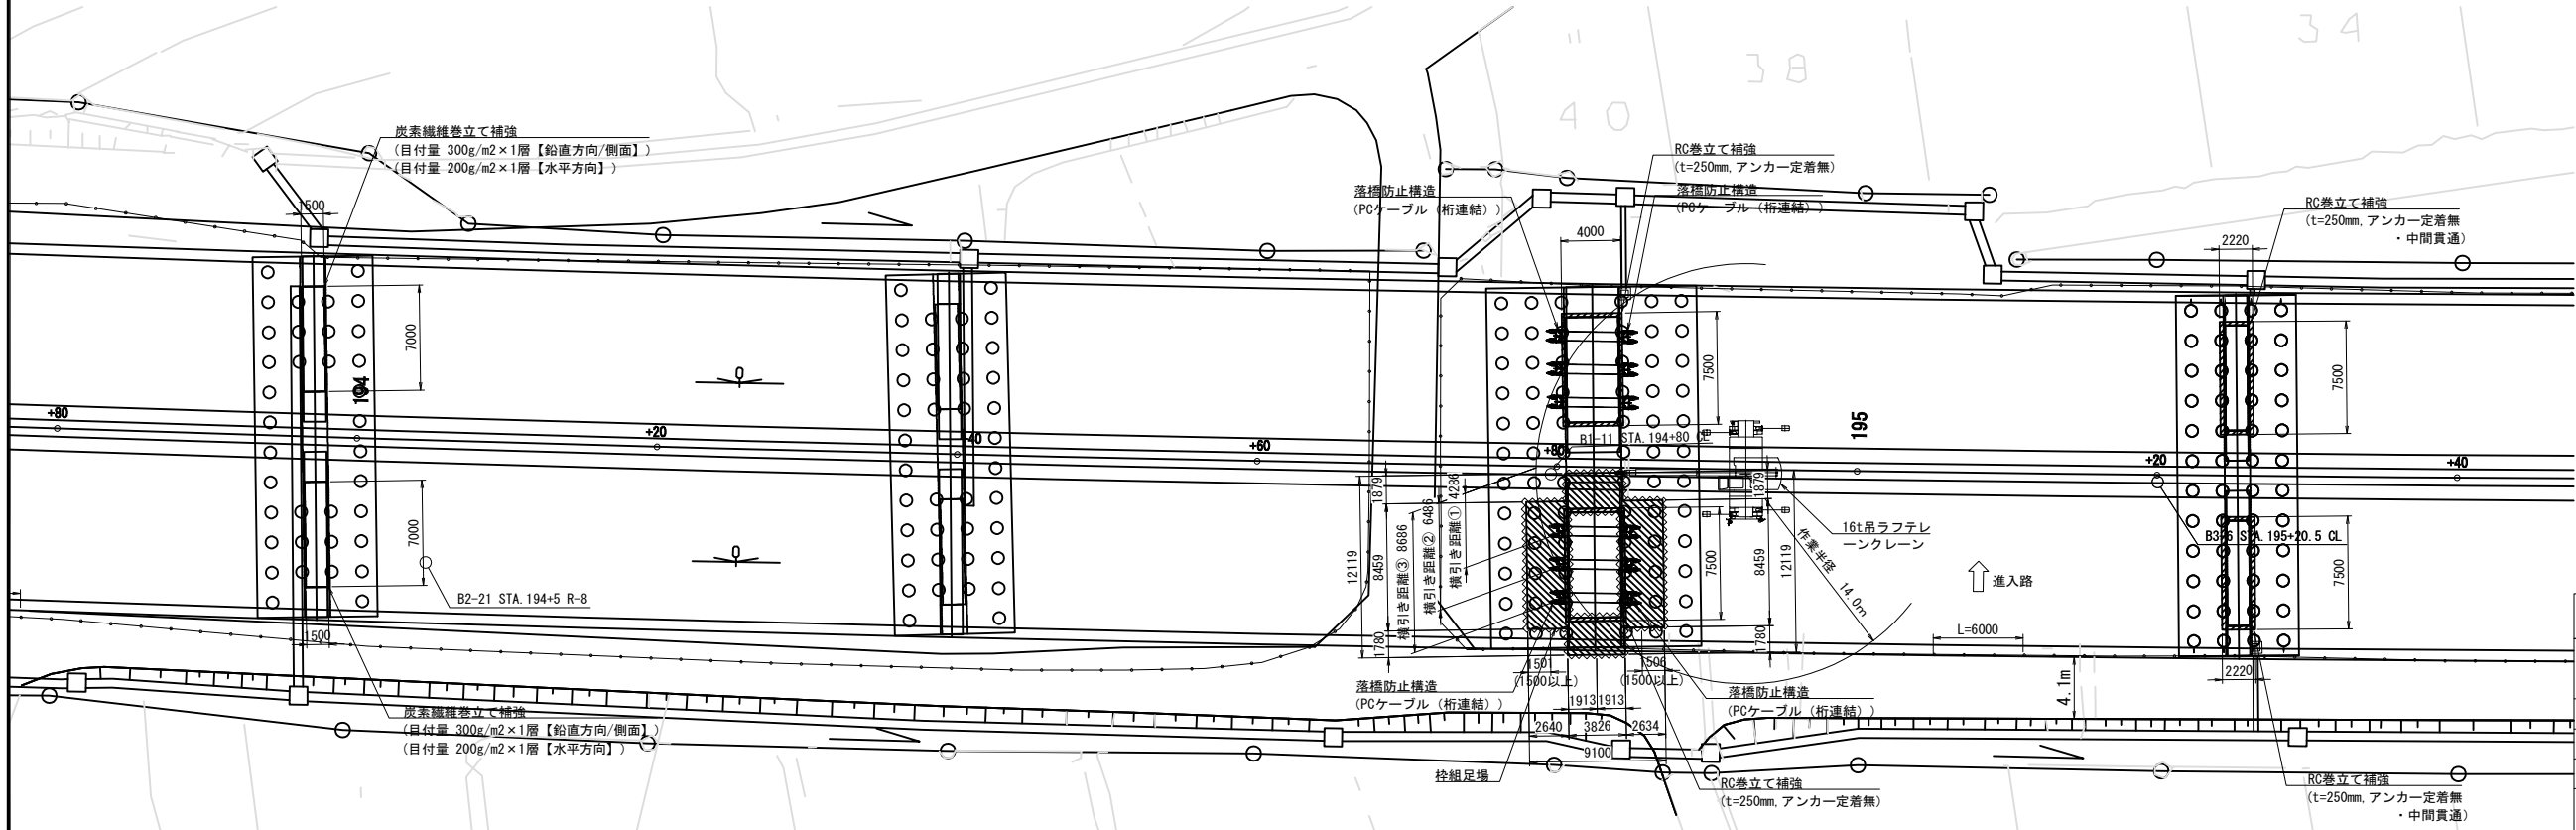 34
38
40
炭素繊維巻立て補強
(目付量 300g/m2×1層【鉛直方向/側面】)
(目付量 200g/m2×1層【水平方向】)
RC巻立て補強
(t=250mm, アンカー定着無)
落橋防止構造
(PCケーブル（桁連結）)
落橋防止構造
(PCケーブル（桁連結）)
RC巻立て補強
(t=250mm, アンカー定着無
・中間貫通)
1500
4000
2220
7000
7500
7500
194
0
195
+80
+20
+40
+60
+80
+20
+40
B1-11 STA.194+80 CL
1879
4286
横引き距離①
6486
横引き距離②
8686
横引き距離③
12119
8459
1780
7000
0
7500
1879
8459
12119
1780
16t吊ラフテレ
ーンクレーン
作業半径 14.0m
進入路
B3-6 STA.195+20.5 CL
7500
B2-21 STA.194+5 R-8
1500
L=6000
4.1m
2220
1501
(1500以上)
1506
(1500以上)
落橋防止構造
(PCケーブル（桁連結）)
落橋防止構造
(PCケーブル（桁連結）)
1913
1913
2640
3826
2634
9100
炭素繊維巻立て補強
(目付量 300g/m2×1層【鉛直方向/側面】)
(目付量 200g/m2×1層【水平方向】)
枠組足場
RC巻立て補強
(t=250mm, アンカー定着無)
RC巻立て補強
(t=250mm, アンカー定着無
・中間貫通)